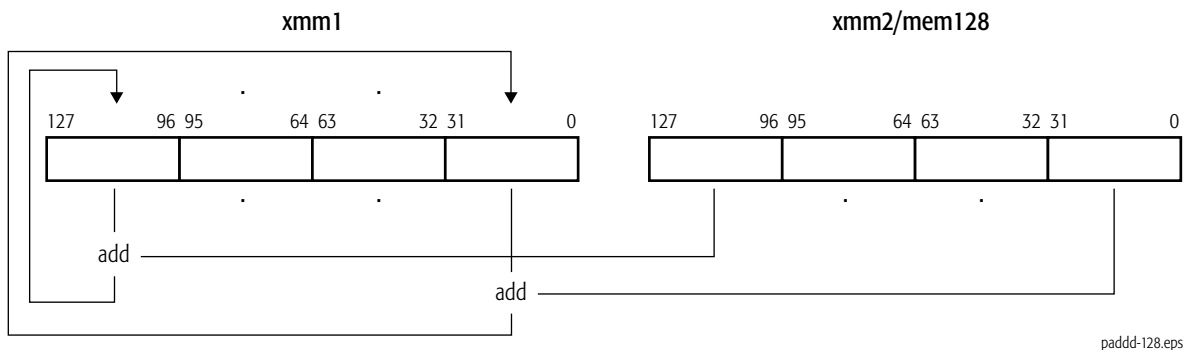 xmm1 xmm2/mem128
. .
127 96 95 64 63 32 31 0 127 96 95 64 63 32 31 0
. . . .
add
add
paddd-128.eps